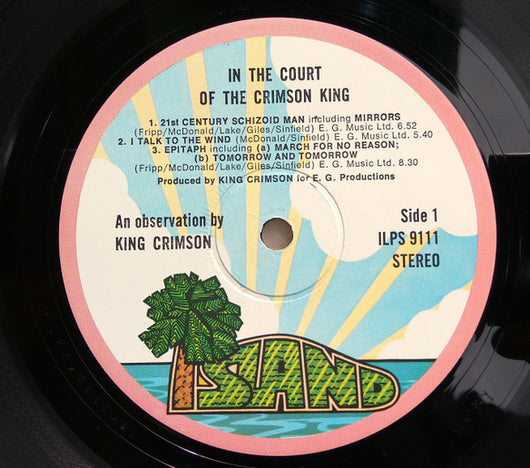 IN THE COURT
OF THE CRIMSON KING
1. 21st CENTURY SCHIZOID MAN including MIRRORS
(Fripp/McDonald/Lake/Giles/Sinfield) E. G. Music Ltd. 6.52
2. I TALK TO THE WIND (McDonald/Sinfield) E. G. Music Ltd. 5.40
3. EPITAPH including (a) MARCH FOR NO REASON;
(b) TOMORROW AND TOMORROW
(Fripp/McDonald/Lake/Giles/Sinfield) E. G. Music Ltd. 8.30
Produced by KING CRIMSON for E. G. Productions
An observation by
KING CRIMSON
Side 1
ILPS 9111
STEREO
ISLAND